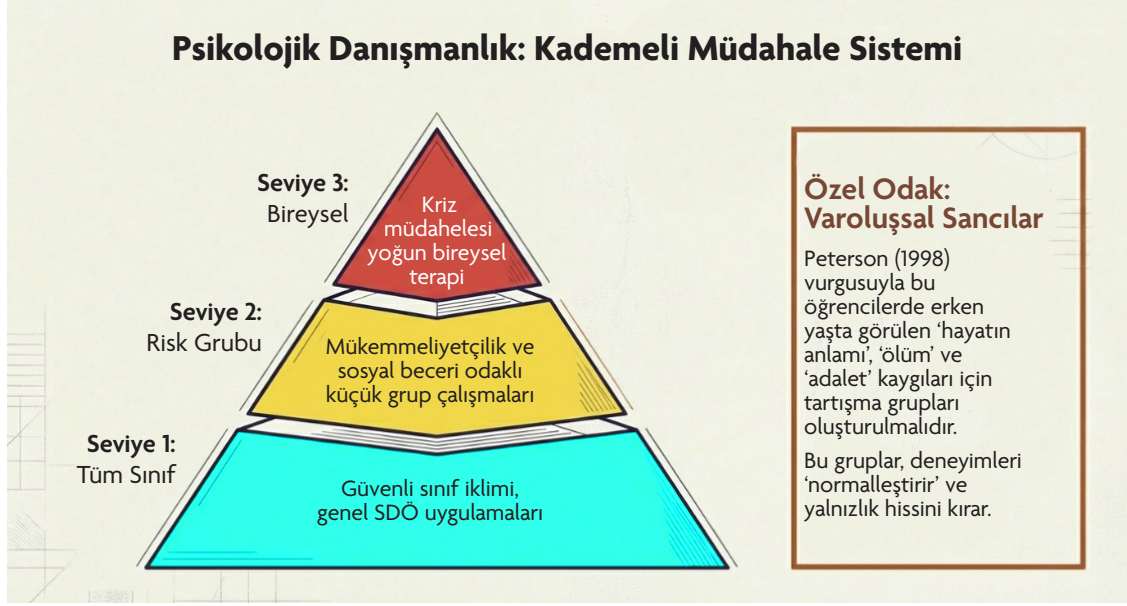 Psikolojik Danışmanlık: Kademeli Müdahale Sistemi
Seviye 3:
Bireysel
Kriz
müdahelesi
yoğun bireysel
terapi
Seviye 2:
Risk Grubu
Mükemmeliyetçilik ve
sosyal beceri odaklı
küçük grup çalışmaları
Seviye 1:
Tüm Sınıf
Güvenli sınıf iklimi,
genel SDÖ uygulamaları
Özel Odak:
Varoluşsal Sancılar
Peterson (1998)
vurgusuyla bu
öğrencilerde erken
yaşta görülen ‘hayatın
anlamı’, ‘ölüm’ ve
‘adalet’ kaygıları için
tartışma grupları
oluşturulmalıdır.
Bu gruplar, deneyimleri
‘normalleştirir’ ve
yalnızlık hissini kırar.